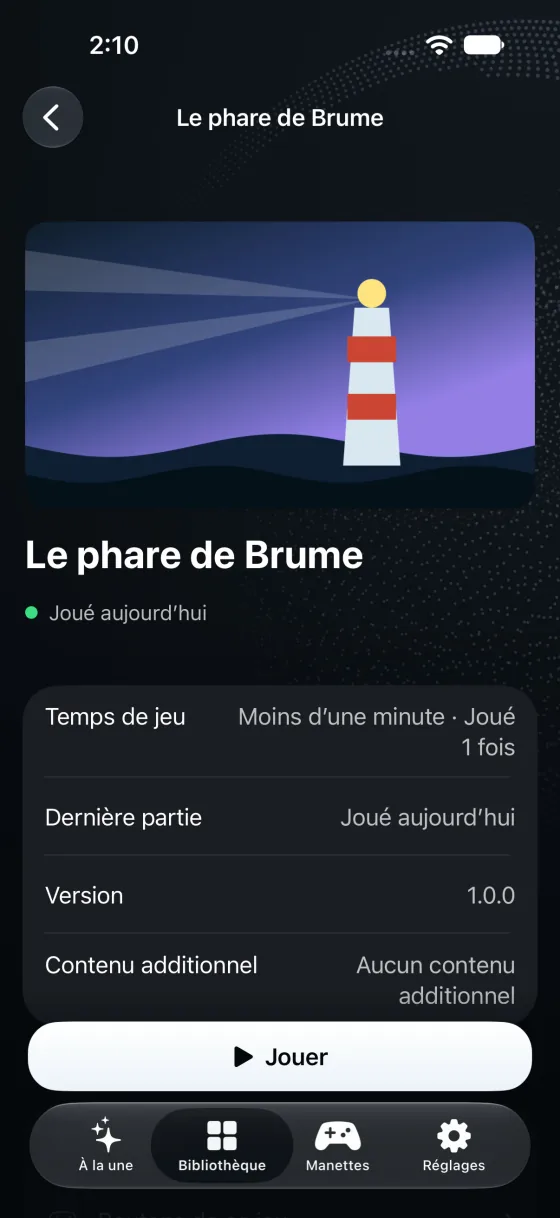 2:10
Le phare de Brume
Le phare de Brume
Joué aujourd’hui
Temps de jeu
Moins d’une minute · Joué
1 fois
Dernière partie
Joué aujourd’hui
Version
1.0.0
Contenu additionnel
Aucun contenu
additionnel
Jouer
À la une
Bibliothèque
Manettes
Réglages